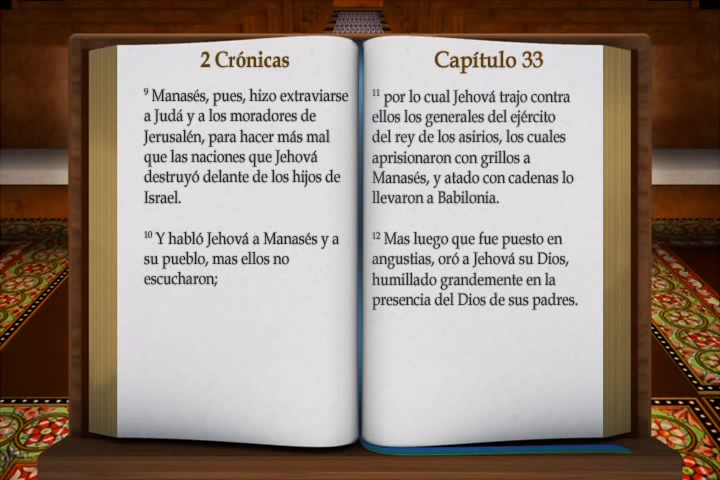 2 Crónicas
9 Manasés, pues, hizo extraviarse
a Judá y a los moradores de
Jerusalén, para hacer más mal
que las naciones que Jehová
destruyó delante de los hijos de
Israel.
10 Y habló Jehová a Manasés y a
su pueblo, mas ellos no
escucharon;
Capítulo 33
11 por lo cual Jehová trajo contra
ellos los generales del ejército
del rey de los asirios, los cuales
aprisionaron con grillos a
Manasés, y atado con cadenas lo
llevaron a Babilonia.
12 Mas luego que fue puesto en
angustias, oró a Jehová su Dios,
humillado grandemente en la
presencia del Dios de sus padres.